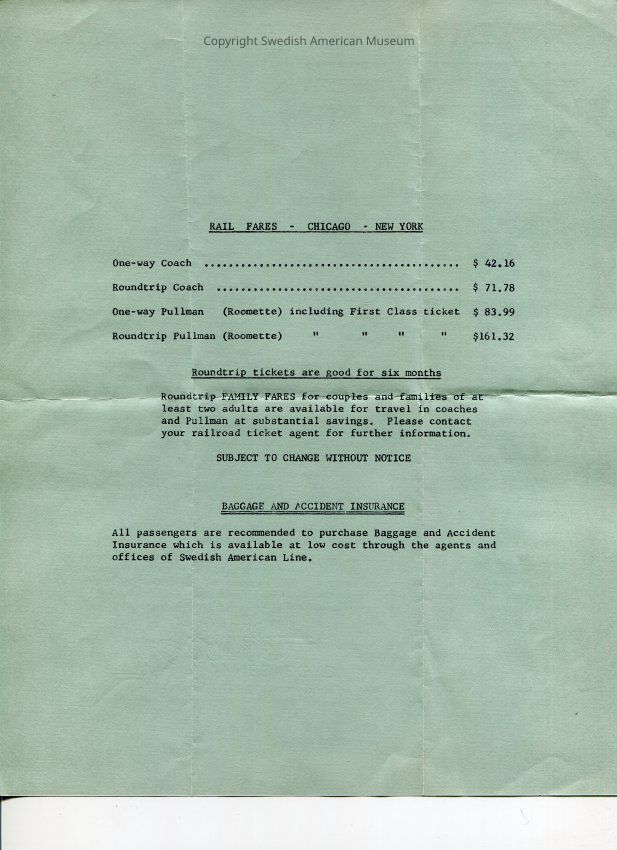 Copyright Swedish American Museum
RAIL FARES - CHICAGO - NEW YORK
One-way Coach .......................................... $ 42.16
Roundtrip Coach ........................................ $ 71.78
One-way Pullman (Roomette) including First Class ticket $ 83.99
Roundtrip Pullman (Roomette) " " " " $161.32
Roundtrip tickets are good for six months
Roundtrip FAMILY FARES for couples and families of at
least two adults are available for travel in coaches
and Pullman at substantial savings. Please contact
your railroad ticket agent for further information.
SUBJECT TO CHANGE WITHOUT NOTICE
BAGGAGE AND ACCIDENT INSURANCE
All passengers are recommended to purchase Baggage and Accident
Insurance which is available at low cost through the agents and
offices of Swedish American Line.